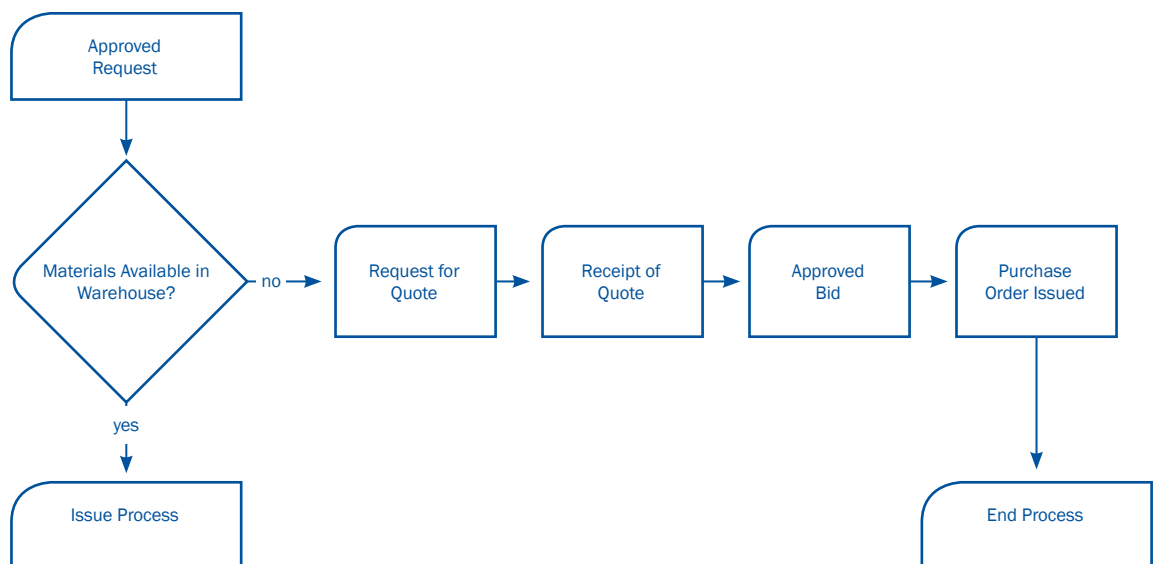 Approved
Request
Materials Available in
Warehouse?
no
Request for
Quote
Receipt of
Quote
Approved
Bid
Purchase
Order Issued
yes
Issue Process
End Process